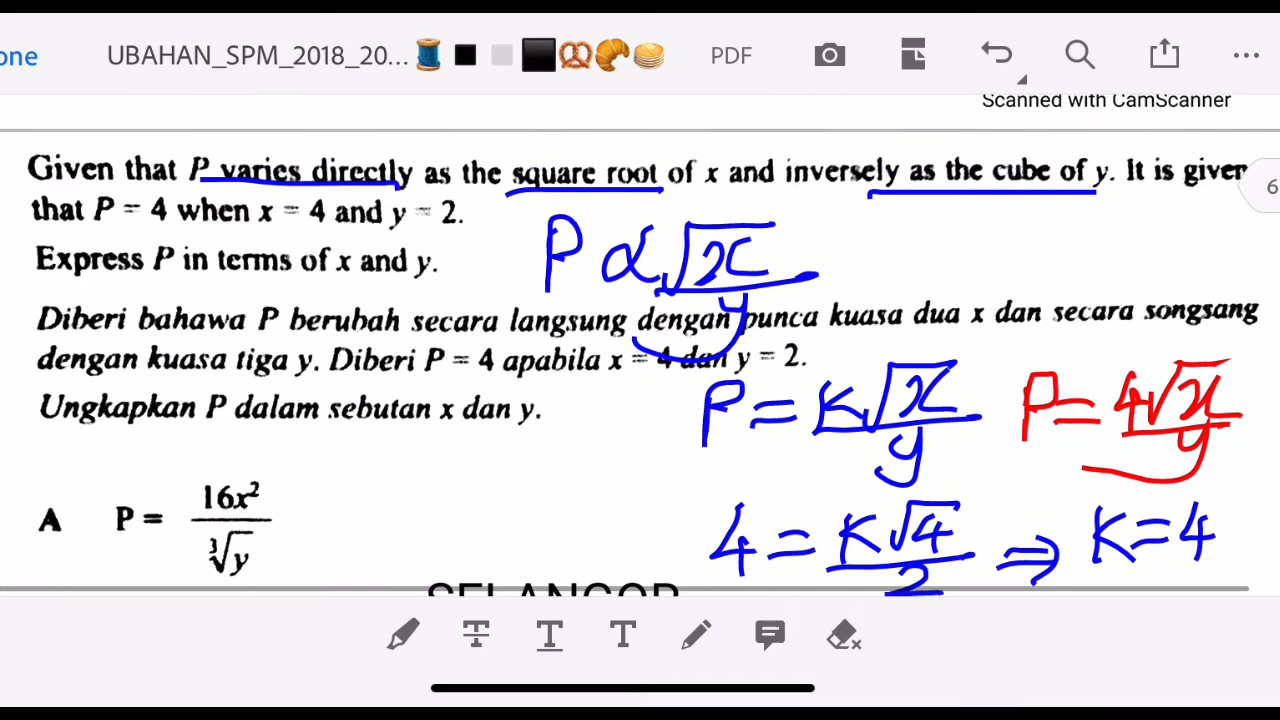 one
UBAHAN_SPM_2018_20...
PDF
Scanned with CamScanner
Given that P varies directly as the square root of x and inversely as the cube of y. It is given
6
that P = 4 when x = 4 and y = 2.
P ∝ √x / y
Express P in terms of x and y.
Diberi bahawa P berubah secara langsung dengan punca kuasa dua x dan secara songsang
dengan kuasa tiga y. Diberi P = 4 apabila x = 4 dan y = 2.
Ungkapkan P dalam sebutan x dan y.
P = K√x / y
P = 4√x / y
A P = 16x² / ∛y
4 = K√4 / 2 ⇒ K = 4
SELANGOR
T
T
T